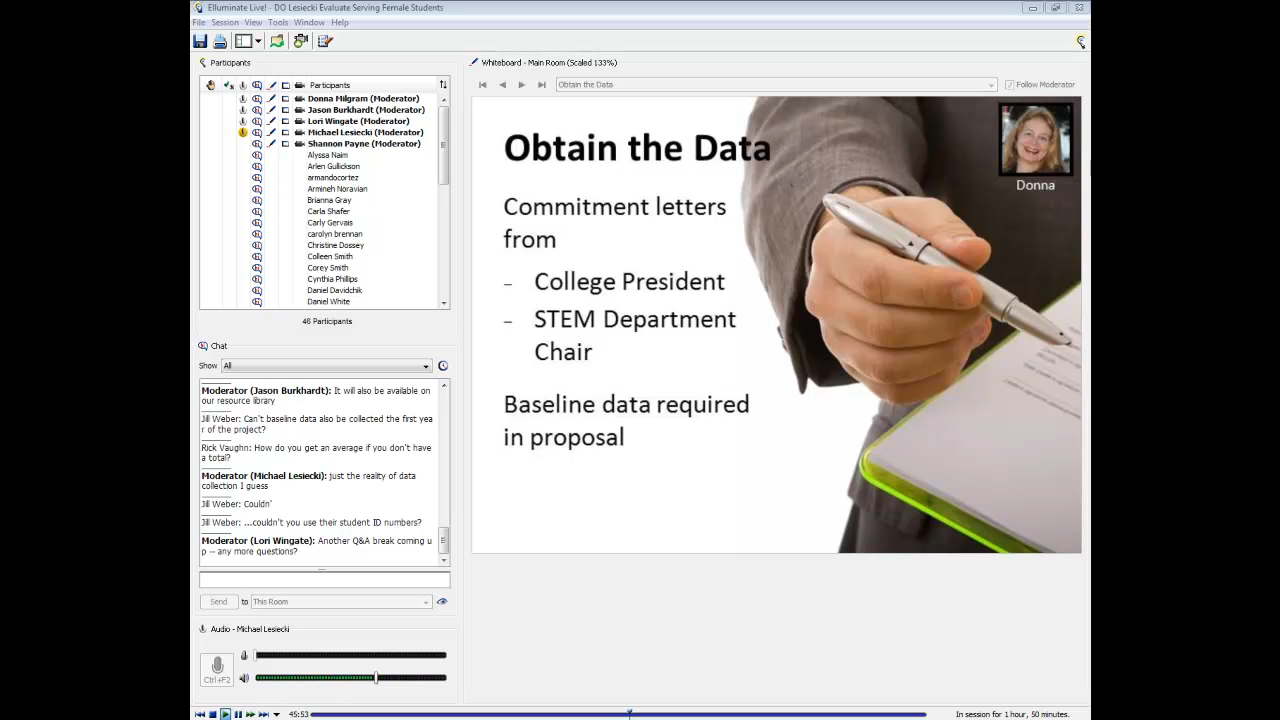 Elluminate Live! - DO Lesiecki Evaluate Serving Female Students
File Session View Tools Window Help
Participants
Participants
Donna Milgram (Moderator)
Jason Burkhardt (Moderator)
Lori Wingate (Moderator)
Michael Lesiecki (Moderator)
Shannon Payne (Moderator)
Alyssa Naim
Arlen Gullickson
armandocortez
Armineh Noravian
Brianna Gray
Carla Shafer
Carly Gervais
carolyn brennan
Christine Dossey
Colleen Smith
Corey Smith
Cynthia Phillips
Daniel Davidchik
Daniel White
46 Participants
Chat
Show All
Moderator (Jason Burkhardt): It will also be available on
our resource library
Jill Weber: Can't baseline data also be collected the first yea
r of the project?
Rick Vaughn: How do you get an average if you don't have
a total?
Moderator (Michael Lesiecki): just the reality of data
collection I guess
Jill Weber: Couldn'
Jill Weber: ...couldn't you use their student ID numbers?
Moderator (Lori Wingate): Another Q&A break coming u
p -- any more questions?
Send to This Room
Audio - Michael Lesiecki
Ctrl+F2
45:53
In session for 1 hour, 50 minutes.
Whiteboard - Main Room (Scaled 133%)
Obtain the Data
Follow Moderator
Obtain the Data
Donna
Commitment letters
from
– College President
– STEM Department
Chair
Baseline data required
in proposal